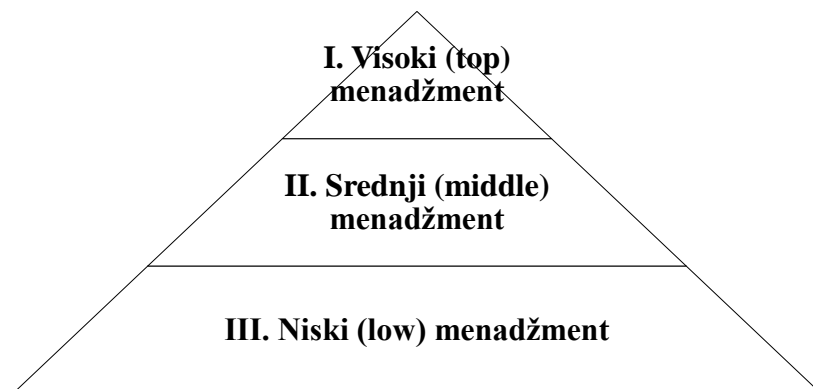 I. Visoki (top)
menadžment
II. Srednji (middle)
menadžment
III. Niski (low) menadžment